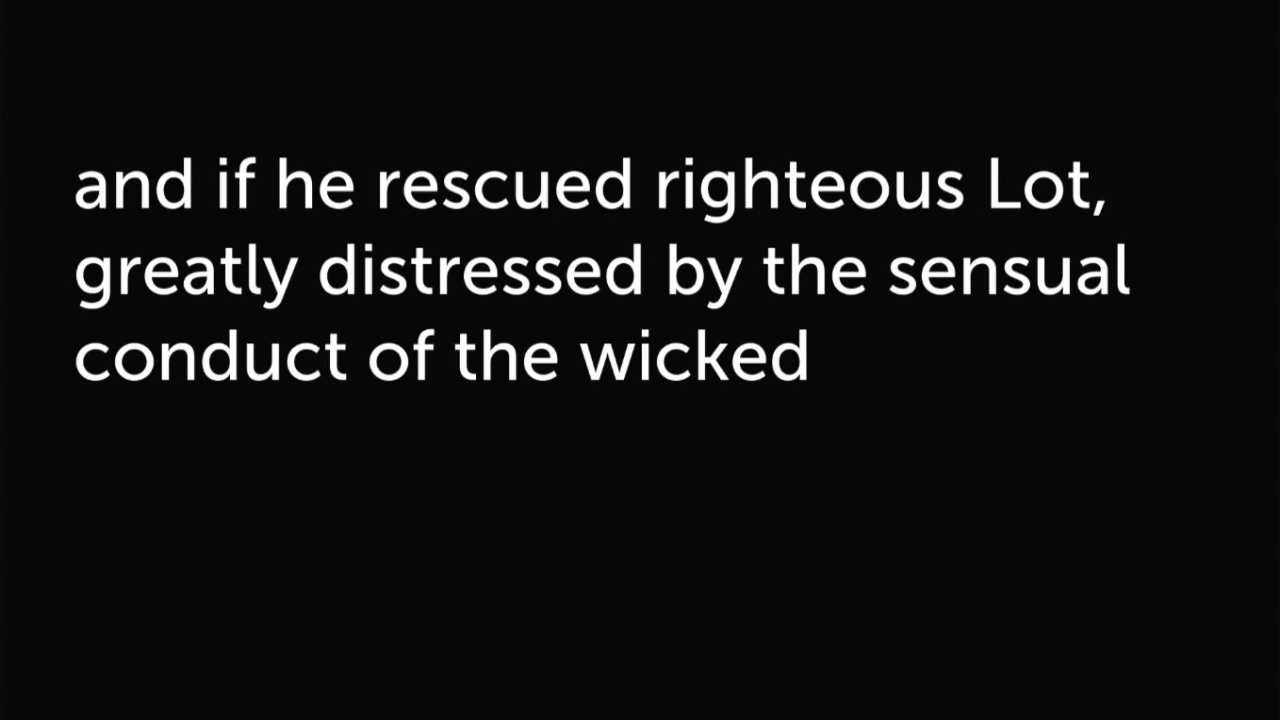 and if he rescued righteous Lot,
greatly distressed by the sensual
conduct of the wicked